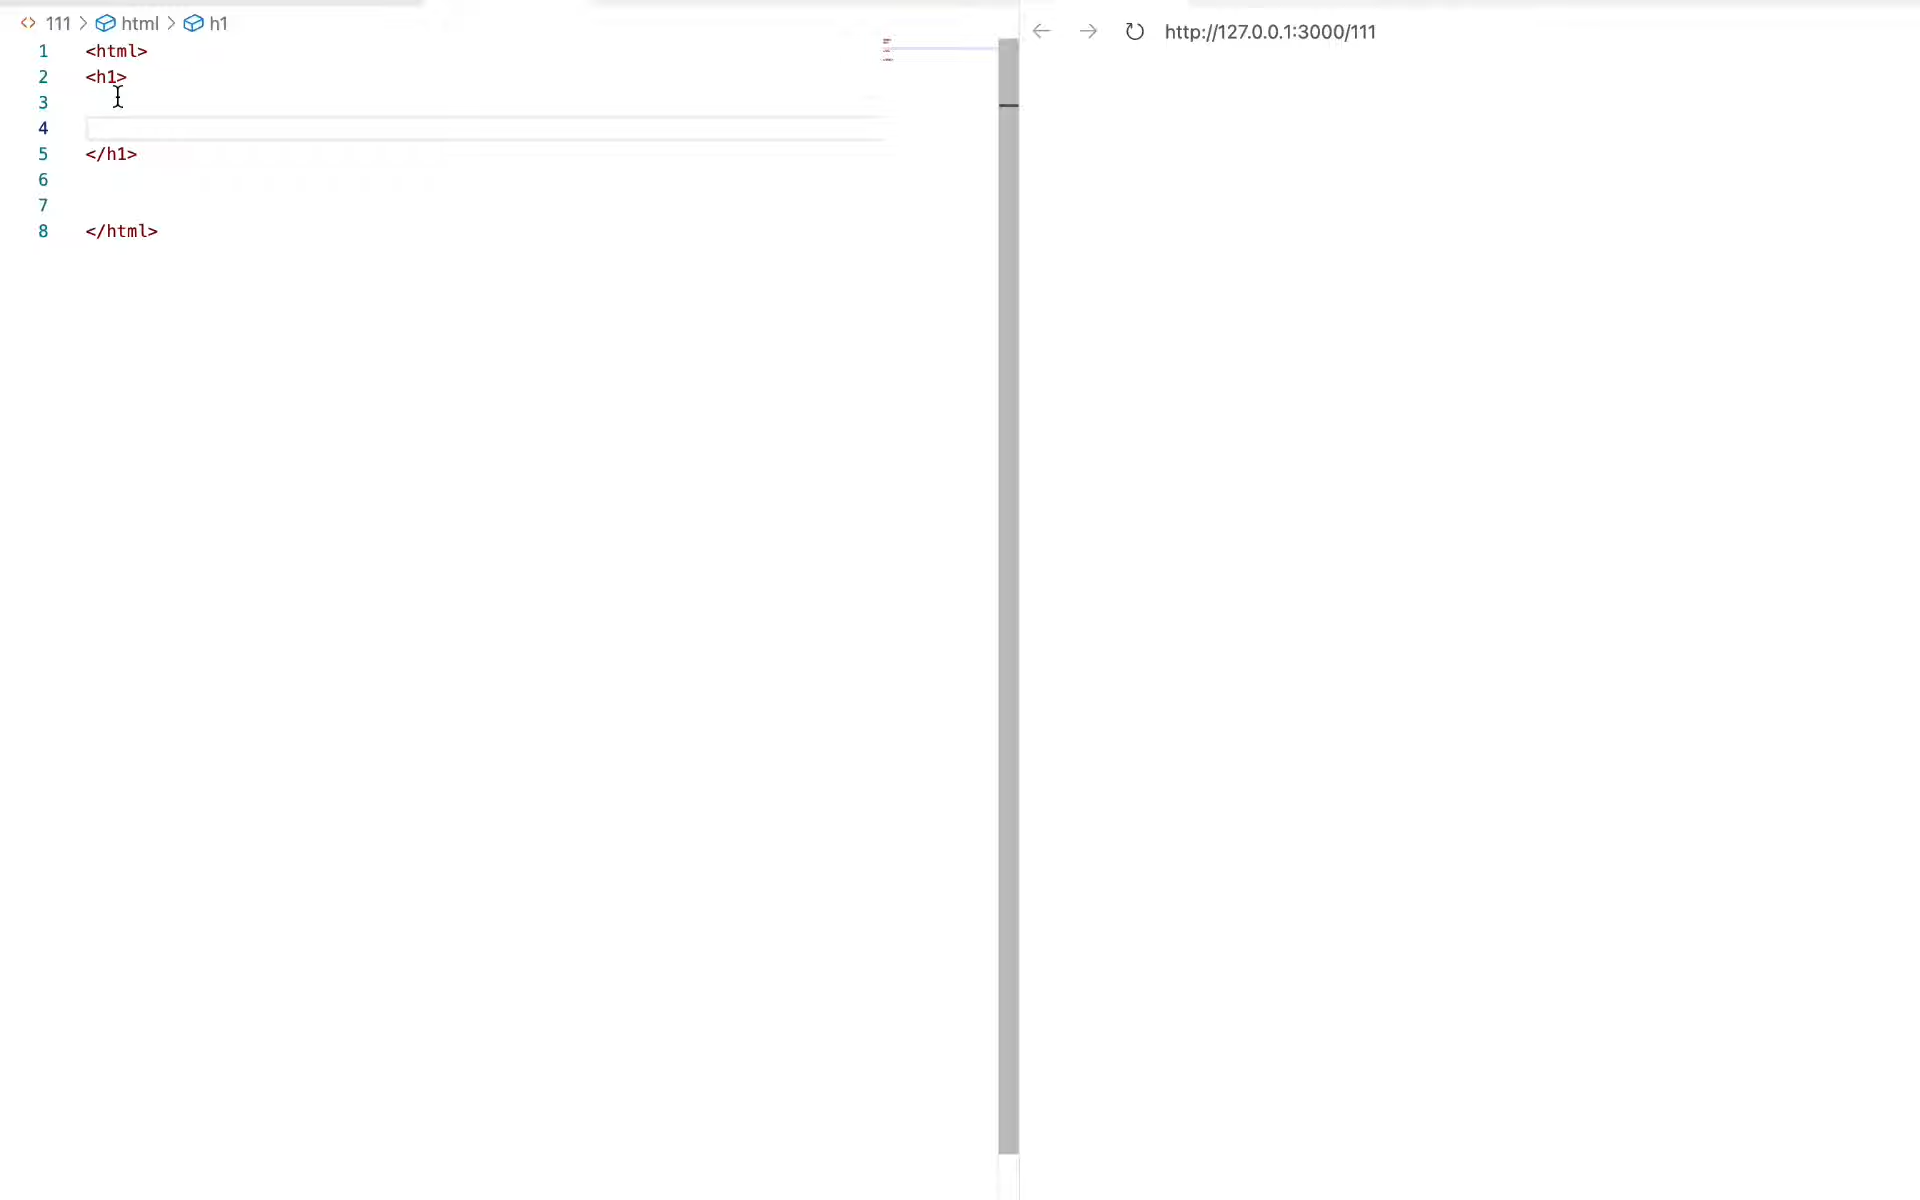 111 > html > h1
1 <html>
2 <h1>
3
4
5 </h1>
6
7
8 </html>
http://127.0.0.1:3000/111